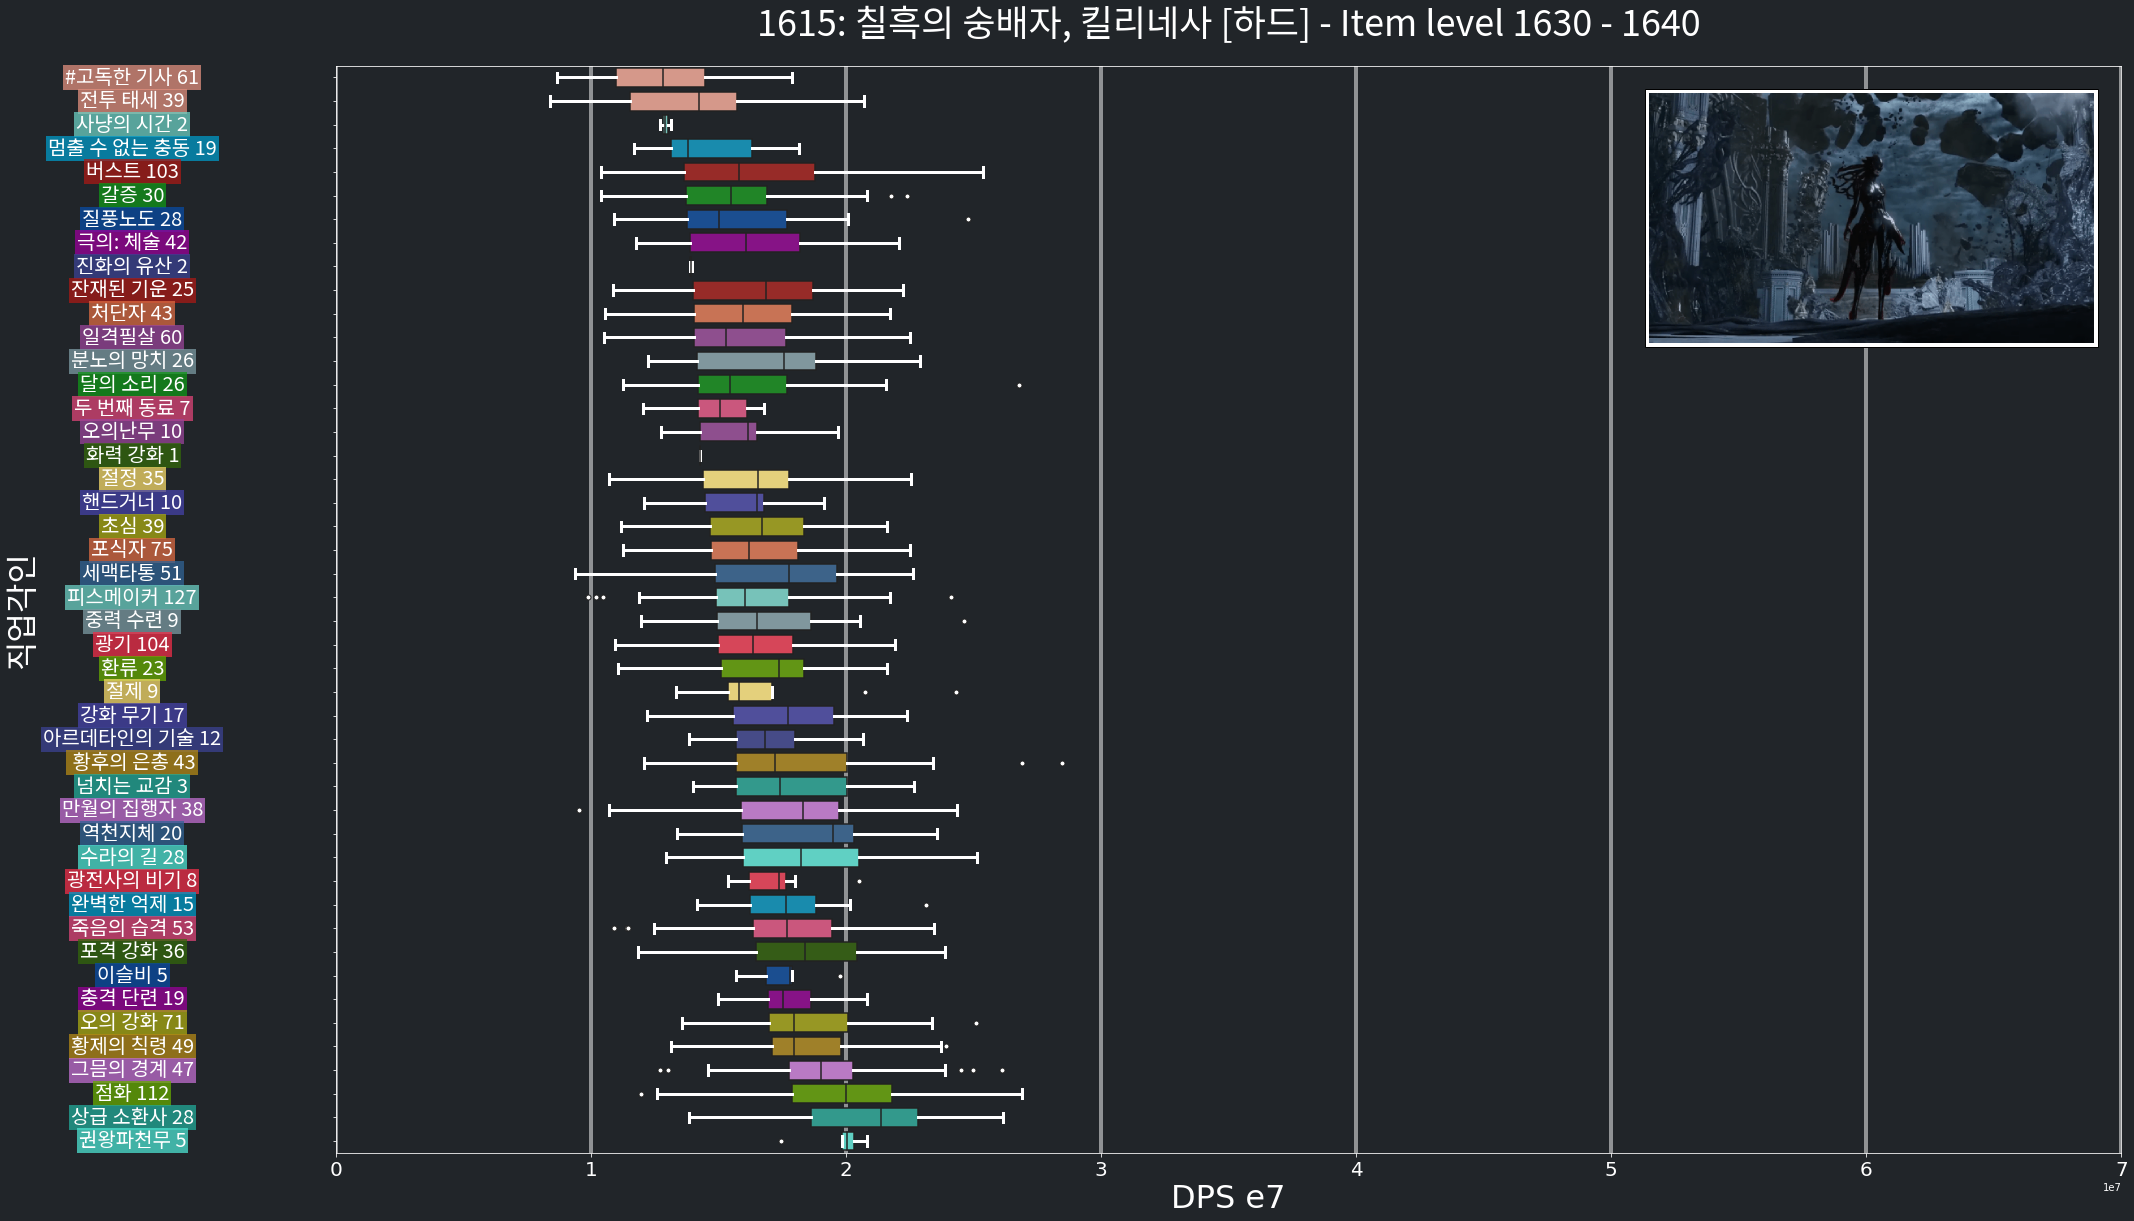 1615: 칠흑의 숭배자, 킬리네사 [하드] - Item level 1630 - 1640
#고독한 기사 61
전투 태세 39
사냥의 시간 2
멈출 수 없는 충동 19
버스트 103
갈증 30
질풍노도 28
극의: 체술 42
진화의 유산 2
잔재된 기운 25
처단자 43
일격필살 60
분노의 망치 26
달의 소리 26
두 번째 동료 7
오의난무 10
화력 강화 1
절정 35
핸드거너 10
초심 39
포식자 75
세맥타통 51
피스메이커 127
중력 수련 9
광기 104
환류 23
절제 9
강화 무기 17
아르데타인의 기술 12
황후의 은총 43
넘치는 교감 3
만월의 집행자 38
역천지체 20
수라의 길 28
광전사의 비기 8
완벽한 억제 15
죽음의 습격 53
포격 강화 36
이슬비 5
충격 단련 19
오의 강화 71
황제의 칙령 49
그믐의 경계 47
점화 112
상급 소환사 28
권왕파천무 5
직업각인
0 1 2 3 4 5 6 7
1e7
DPS e7